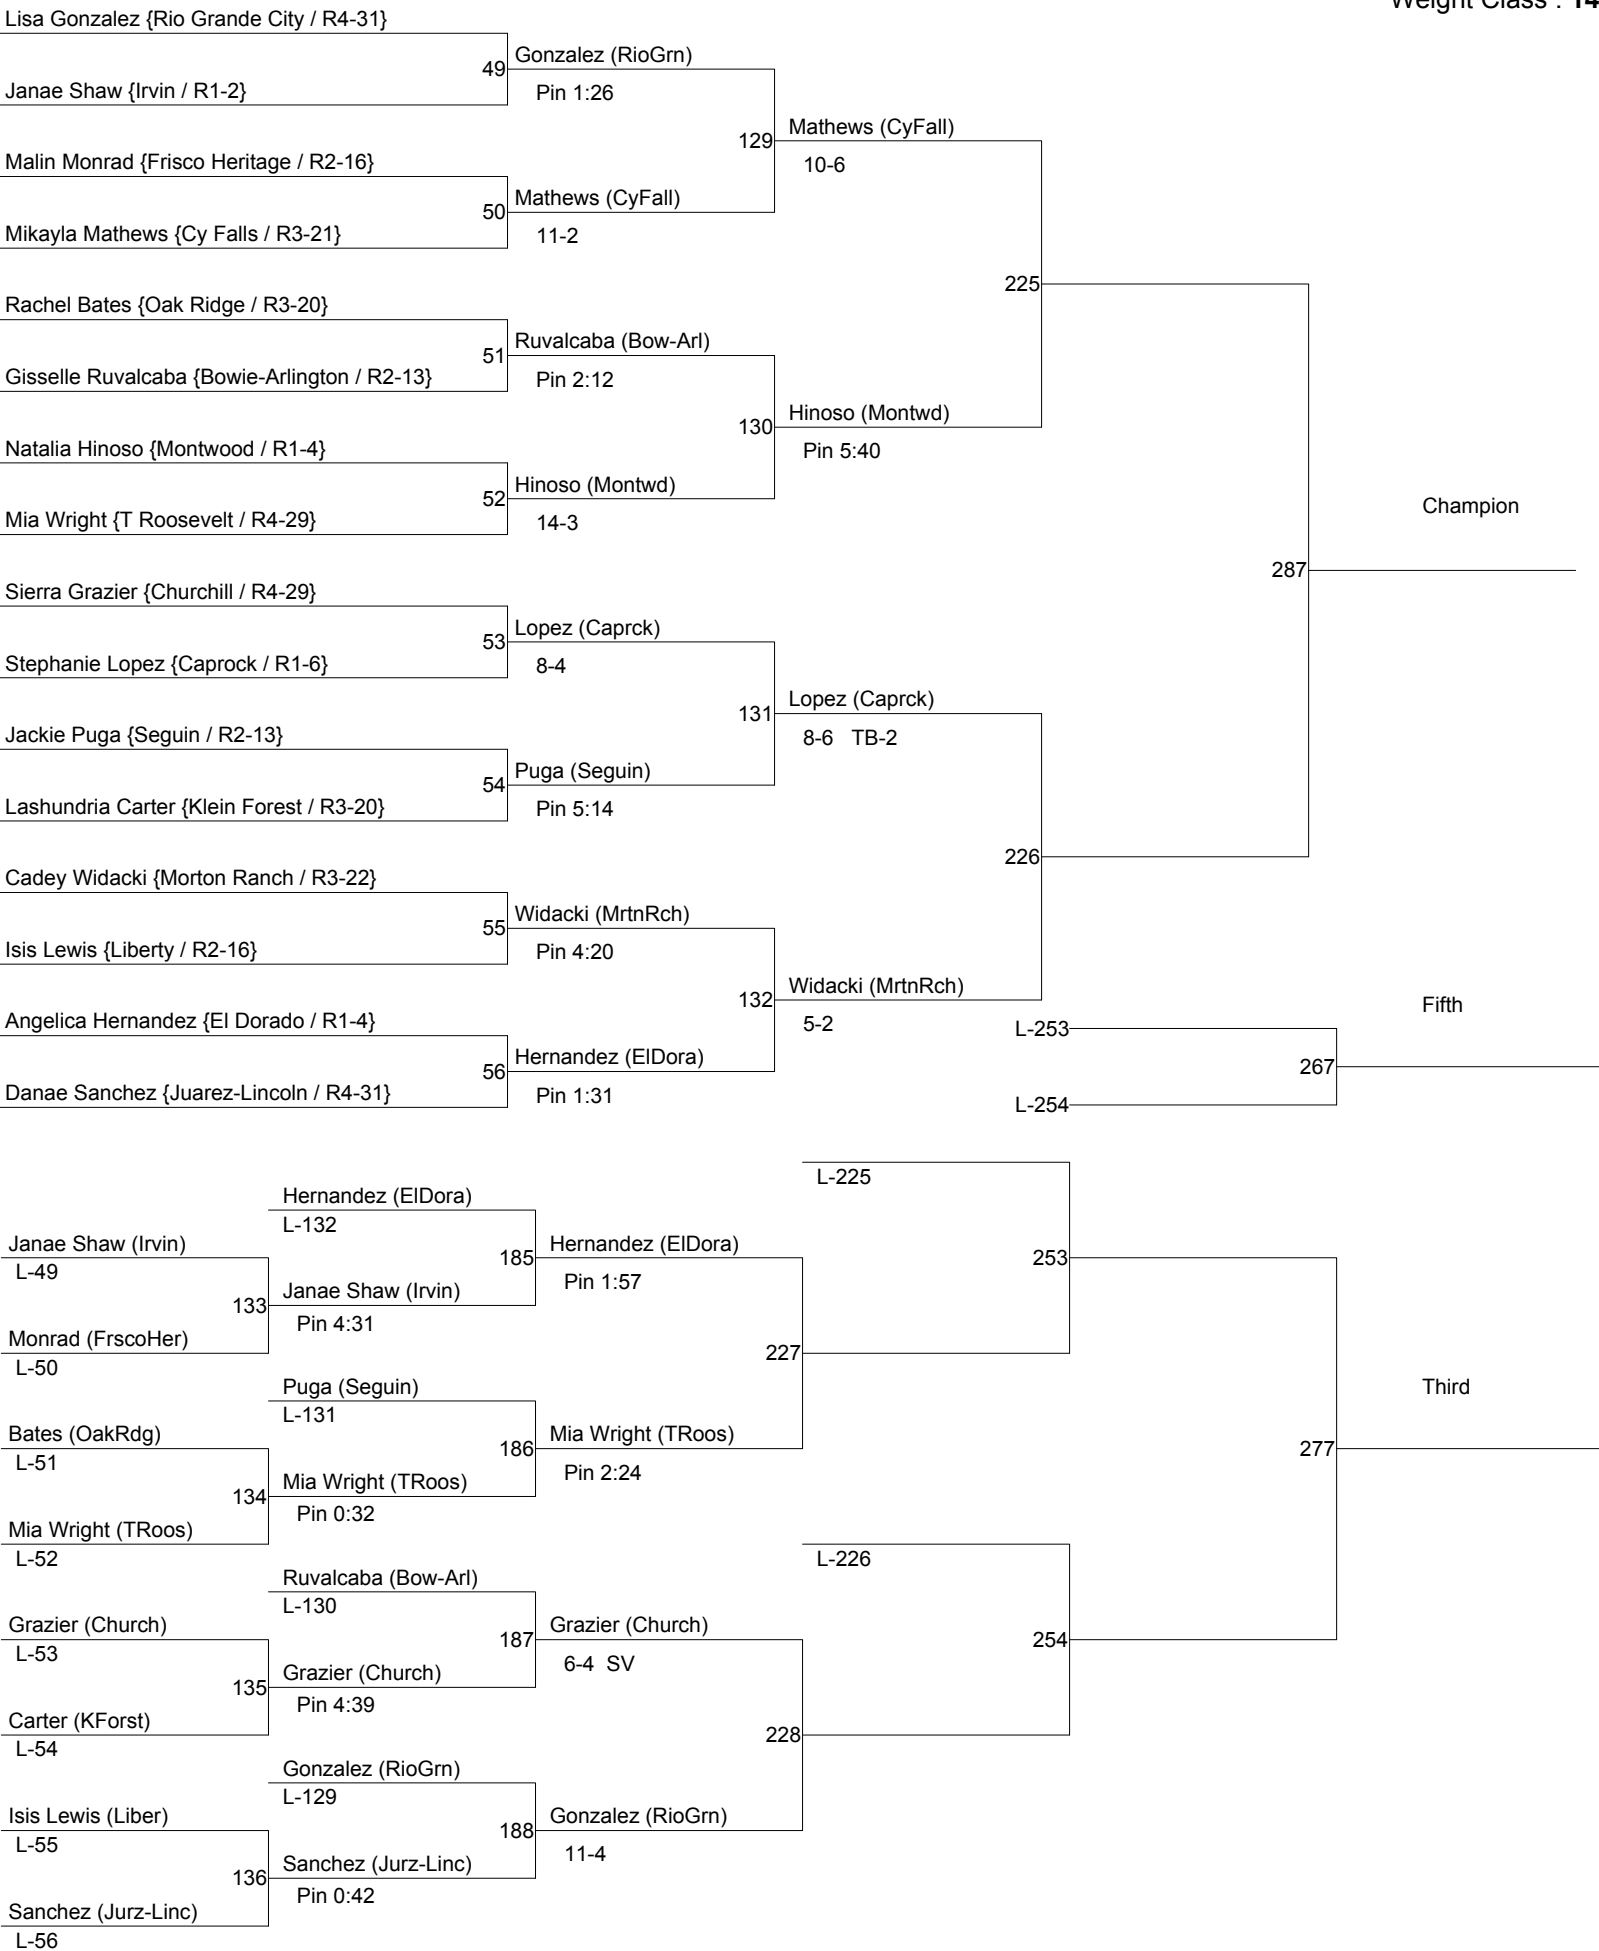 Weight Class : 14
Lisa Gonzalez {Rio Grande City / R4-31}
49
Gonzalez (RioGrn)
Janae Shaw {Irvin / R1-2}
Pin 1:26
129
Mathews (CyFall)
10-6
Malin Monrad {Frisco Heritage / R2-16}
50
Mathews (CyFall)
Mikayla Mathews {Cy Falls / R3-21}
11-2
225
Rachel Bates {Oak Ridge / R3-20}
51
Ruvalcaba (Bow-Arl)
Gisselle Ruvalcaba {Bowie-Arlington / R2-13}
Pin 2:12
130
Hinoso (Montwd)
Pin 5:40
Natalia Hinoso {Montwood / R1-4}
52
Hinoso (Montwd)
Mia Wright {T Roosevelt / R4-29}
14-3
Champion
287
Sierra Grazier {Churchill / R4-29}
53
Lopez (Caprck)
Stephanie Lopez {Caprock / R1-6}
8-4
131
Lopez (Caprck)
8-6 TB-2
Jackie Puga {Seguin / R2-13}
54
Puga (Seguin)
Lashundria Carter {Klein Forest / R3-20}
Pin 5:14
226
Cadey Widacki {Morton Ranch / R3-22}
55
Widacki (MrtnRch)
Isis Lewis {Liberty / R2-16}
Pin 4:20
132
Widacki (MrtnRch)
5-2
Angelica Hernandez {El Dorado / R1-4}
56
Hernandez (ElDora)
Danae Sanchez {Juarez-Lincoln / R4-31}
Pin 1:31
Fifth
L-253
267
L-254
L-225
Hernandez (ElDora)
L-132
Janae Shaw (Irvin)
L-49
185
Hernandez (ElDora)
Pin 1:57
253
133
Janae Shaw (Irvin)
Pin 4:31
Monrad (FrscoHer)
L-50
227
Puga (Seguin)
L-131
Third
Bates (OakRdg)
L-51
186
Mia Wright (TRoos)
Pin 2:24
277
134
Mia Wright (TRoos)
Pin 0:32
Mia Wright (TRoos)
L-52
L-226
Ruvalcaba (Bow-Arl)
L-130
Grazier (Church)
L-53
187
Grazier (Church)
6-4 SV
254
135
Grazier (Church)
Pin 4:39
Carter (KForst)
L-54
228
Gonzalez (RioGrn)
L-129
Isis Lewis (Liber)
L-55
188
Gonzalez (RioGrn)
11-4
136
Sanchez (Jurz-Linc)
Pin 0:42
Sanchez (Jurz-Linc)
L-56